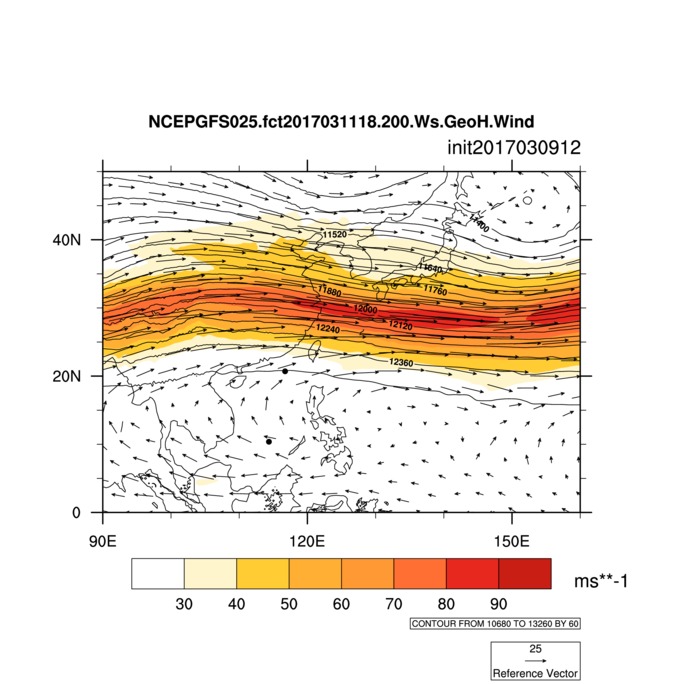 NCEPGFS025.fct2017031118.200.Ws.GeoH.Wind
init2017030912
11400
11520
40N
11640
11760
11880
12000
12120
12240
12360
20N
0
90E 120E 150E
ms**-1
30 40 50 60 70 80 90
CONTOUR FROM 10680 TO 13260 BY 60
25
Reference Vector